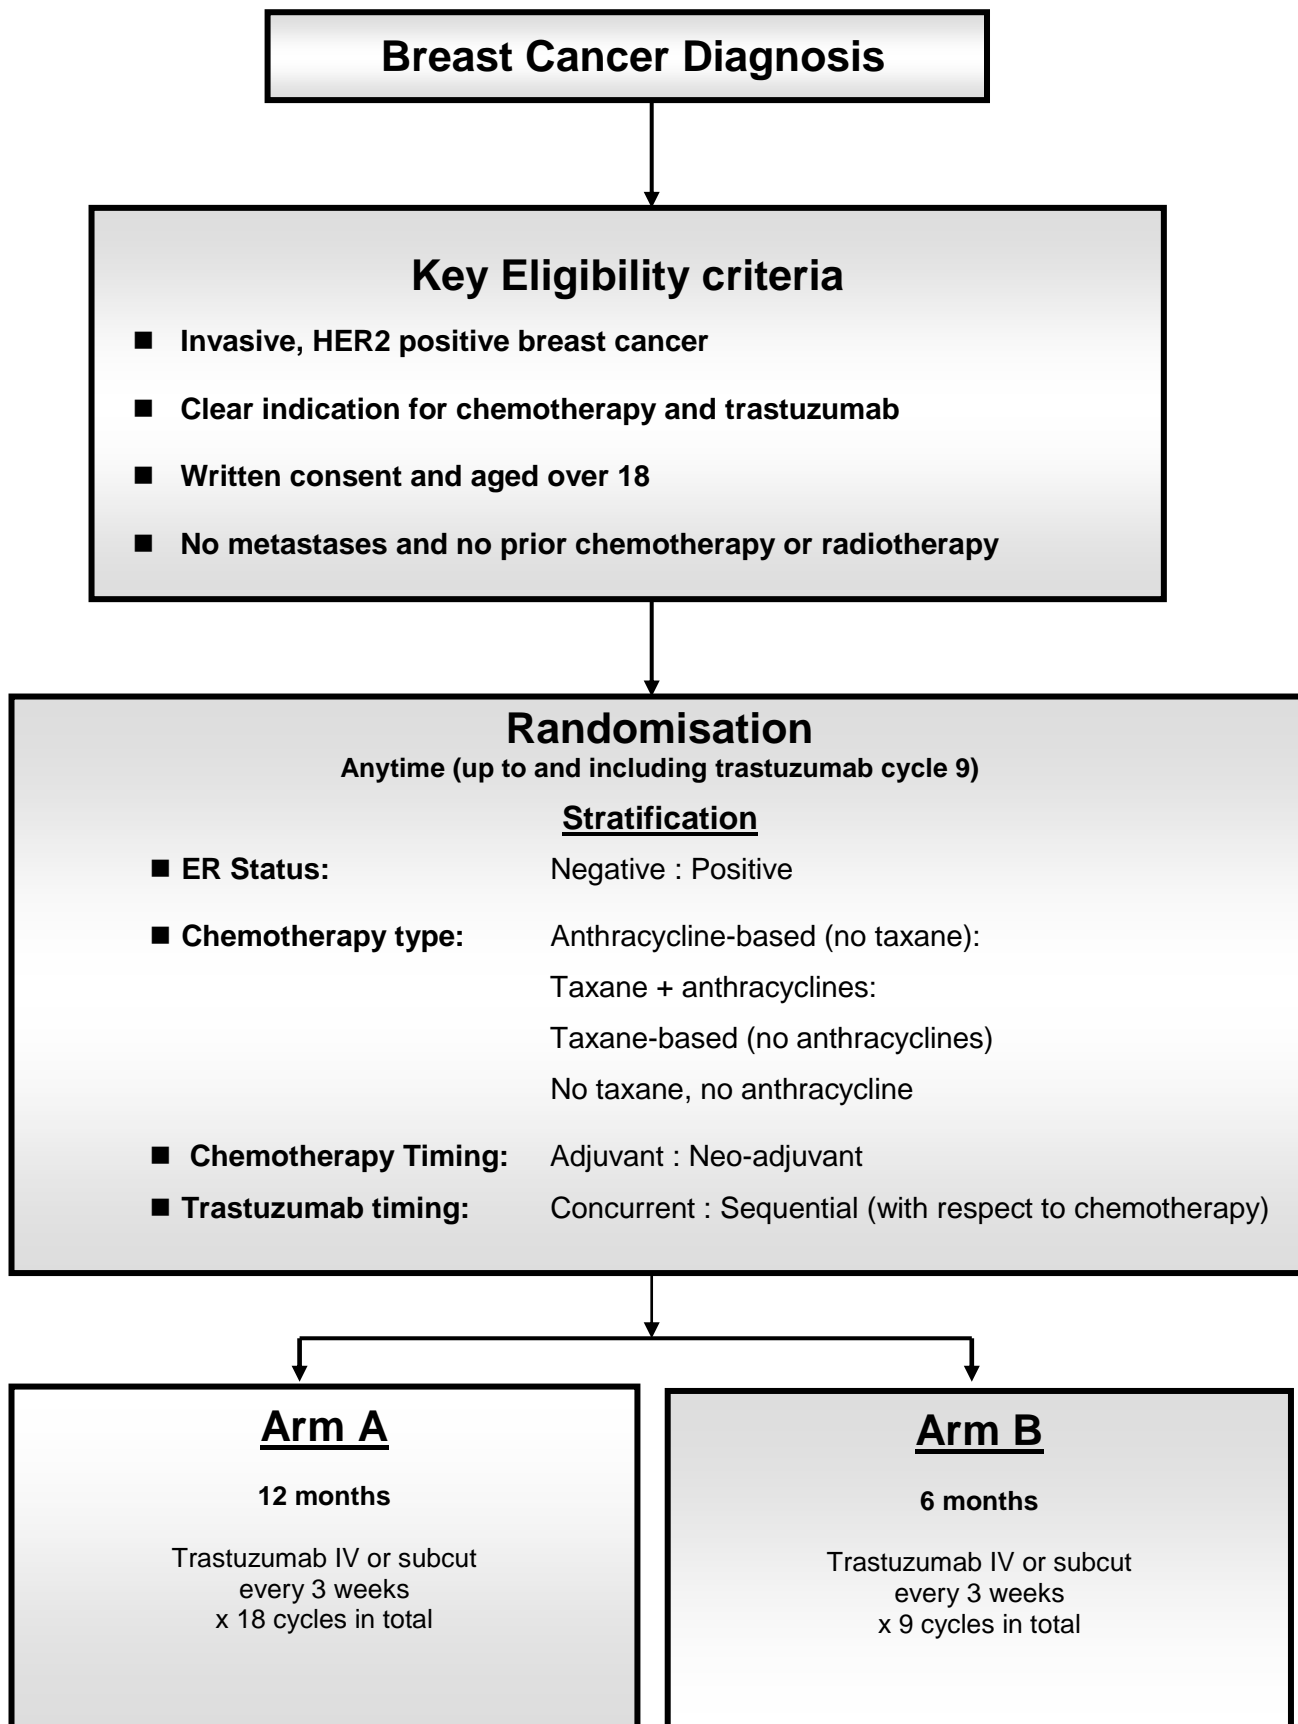 Breast Cancer Diagnosis
Key Eligibility criteria
■ Invasive, HER2 positive breast cancer
■ Clear indication for chemotherapy and trastuzumab
■ Written consent and aged over 18
■ No metastases and no prior chemotherapy or radiotherapy
Randomisation
Anytime (up to and including trastuzumab cycle 9)
Stratification
■ ER Status: Negative : Positive
■ Chemotherapy type: Anthracycline-based (no taxane):
Taxane + anthracyclines:
Taxane-based (no anthracyclines)
No taxane, no anthracycline
■ Chemotherapy Timing: Adjuvant : Neo-adjuvant
■ Trastuzumab timing: Concurrent : Sequential (with respect to chemotherapy)
Arm A
12 months
Trastuzumab IV or subcut
every 3 weeks
x 18 cycles in total
Arm B
6 months
Trastuzumab IV or subcut
every 3 weeks
x 9 cycles in total